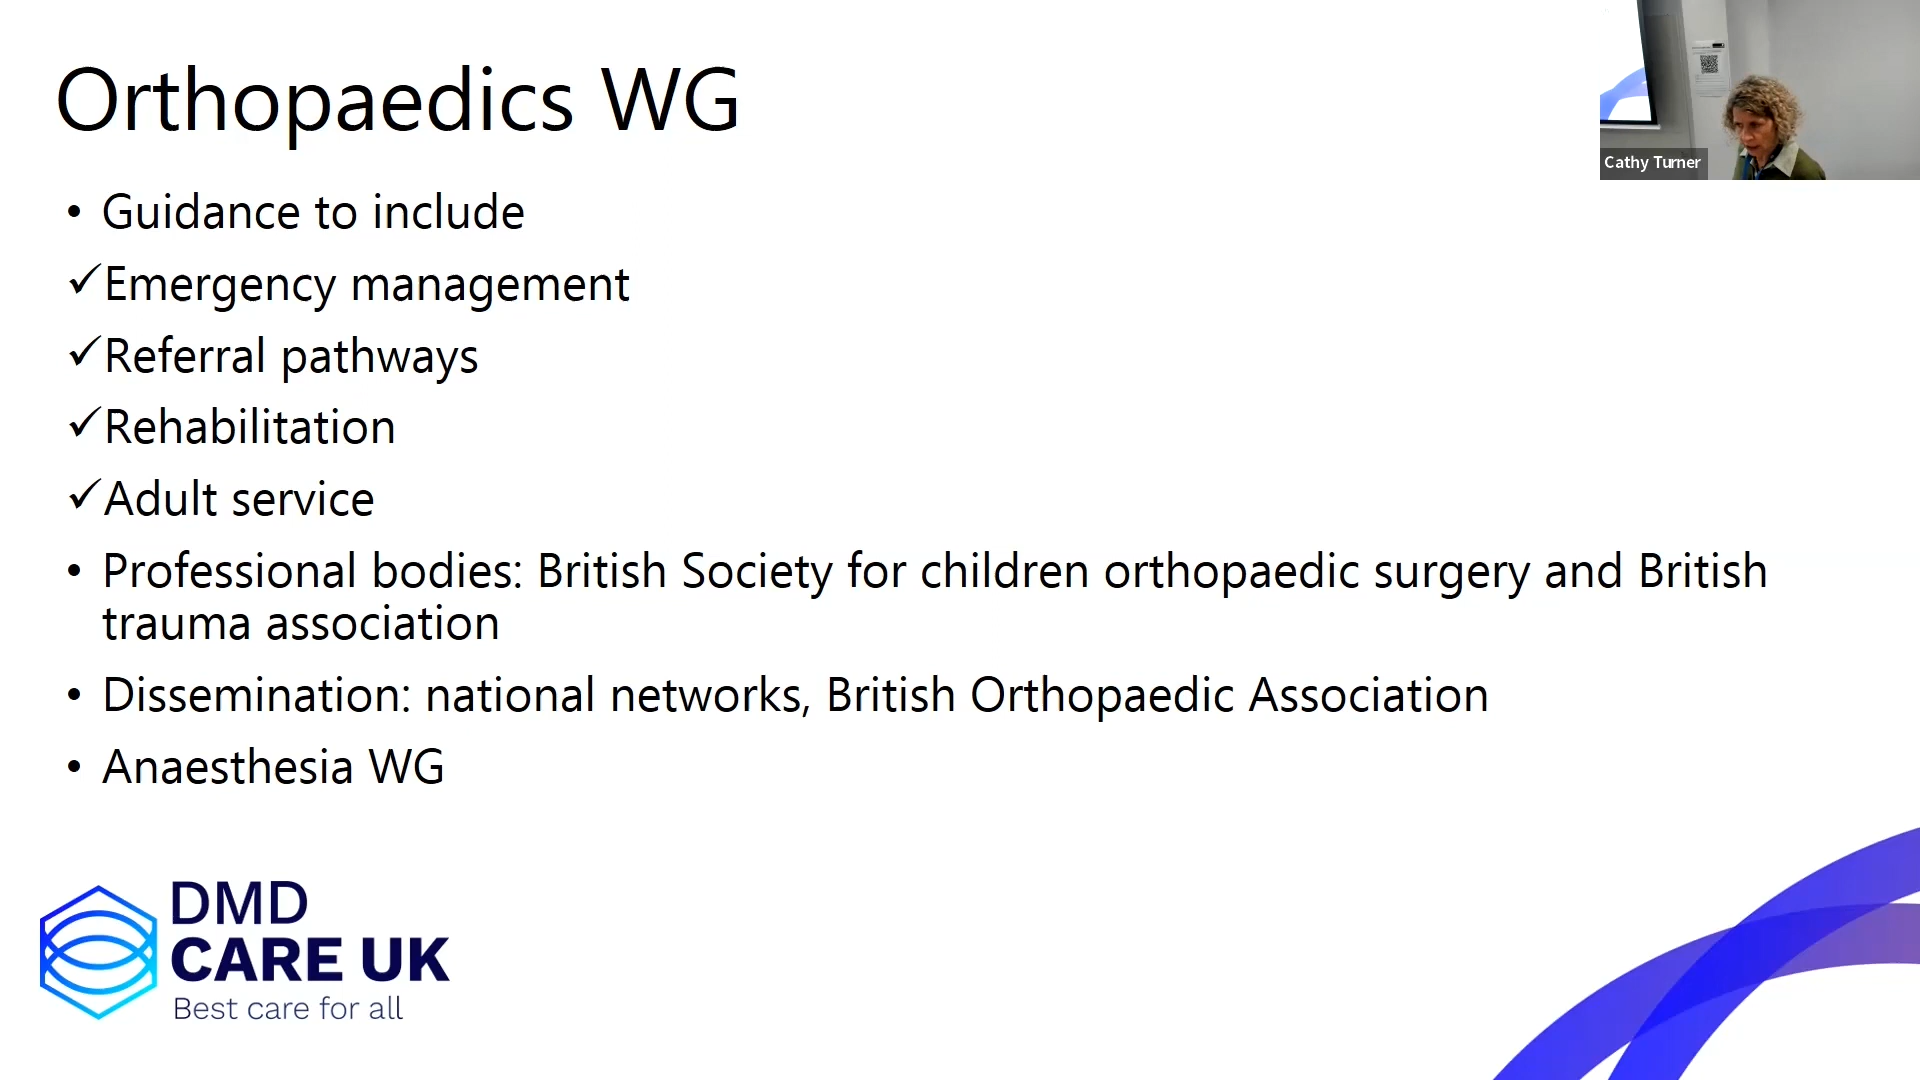 Orthopaedics WG
• Guidance to include
✓Emergency management
✓Referral pathways
✓Rehabilitation
✓Adult service
• Professional bodies: British Society for children orthopaedic surgery and British
trauma association
• Dissemination: national networks, British Orthopaedic Association
• Anaesthesia WG
Cathy Turner
DMD
CARE UK
Best care for all